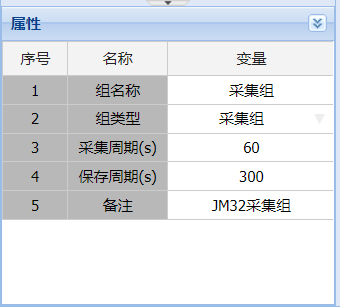 属性
序号 名称 变量
1 组名称 采集组
2 组类型 采集组
3 采集周期(s) 60
4 保存周期(s) 300
5 备注 JM32采集组